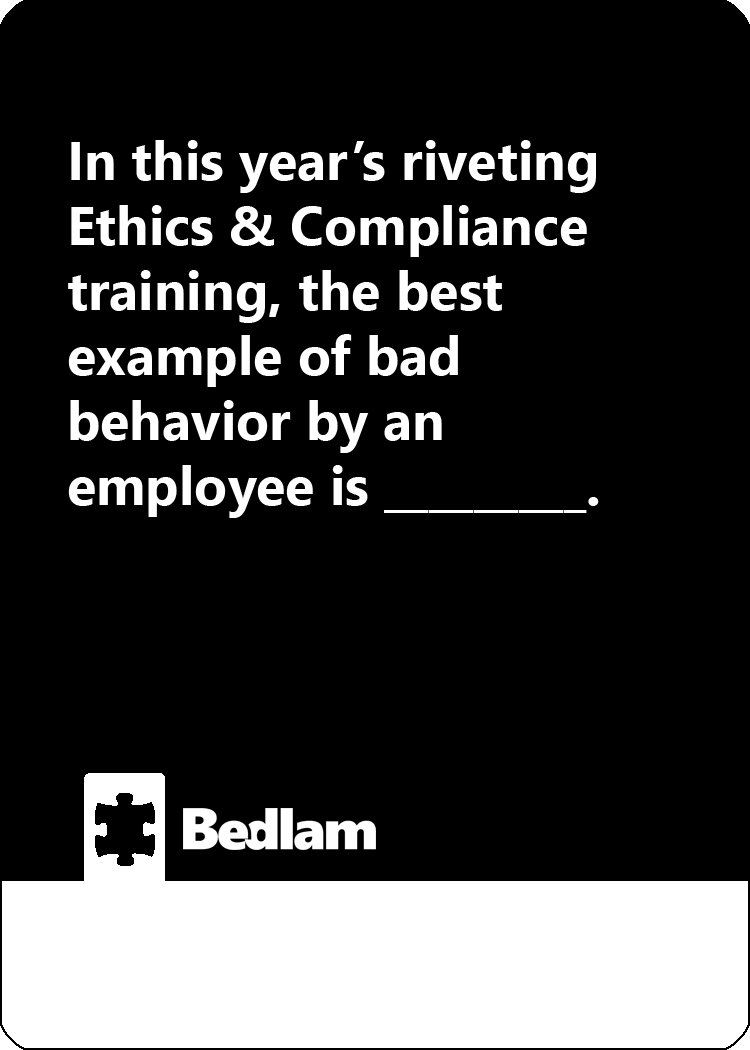 In this year’s riveting
Ethics & Compliance
training, the best
example of bad
behavior by an
employee is _________.
Bedlam